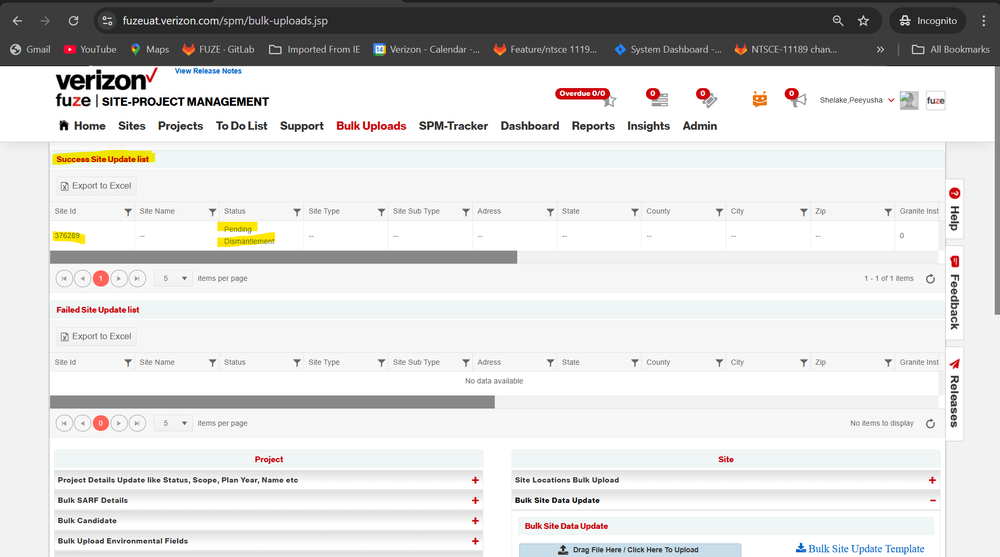 fuzeuat.verizon.com/spm/bulk-uploads.jsp
Incognito
Gmail
YouTube
Maps
FUZE · GitLab
Imported From IE
14
Verizon - Calendar -...
Feature/ntsce 1119...
System Dashboard -...
NTSCE-11189 chan...
All Bookmarks
verizon
View Release Notes
fuze
SITE-PROJECT MANAGEMENT
Overdue 0/0
0
0
0
Shelake,Peeyusha
fuze
Home
Sites
Projects
To Do List
Support
Bulk Uploads
SPM-Tracker
Dashboard
Reports
Insights
Admin
Success Site Update list
Export to Excel
Site Id
Site Name
Status
Site Type
Site Sub Type
Adress
State
County
City
Zip
Granite Inst
376289
--
Pending
Dismantlement
--
--
--
--
--
--
--
0
1
5
items per page
1 - 1 of 1 items
Failed Site Update list
Export to Excel
Site Id
Site Name
Status
Site Type
Site Sub Type
Adress
State
County
City
Zip
Granite Inst
No data available
0
5
items per page
No items to display
Project
Project Details Update like Status, Scope, Plan Year, Name etc
Bulk SARF Details
Bulk Candidate
Bulk Upload Environmental Fields
Site
Site Locations Bulk Upload
Bulk Site Data Update
Bulk Site Data Update
Drag File Here / Click Here To Upload
Bulk Site Update Template
Help
Feedback
Releases